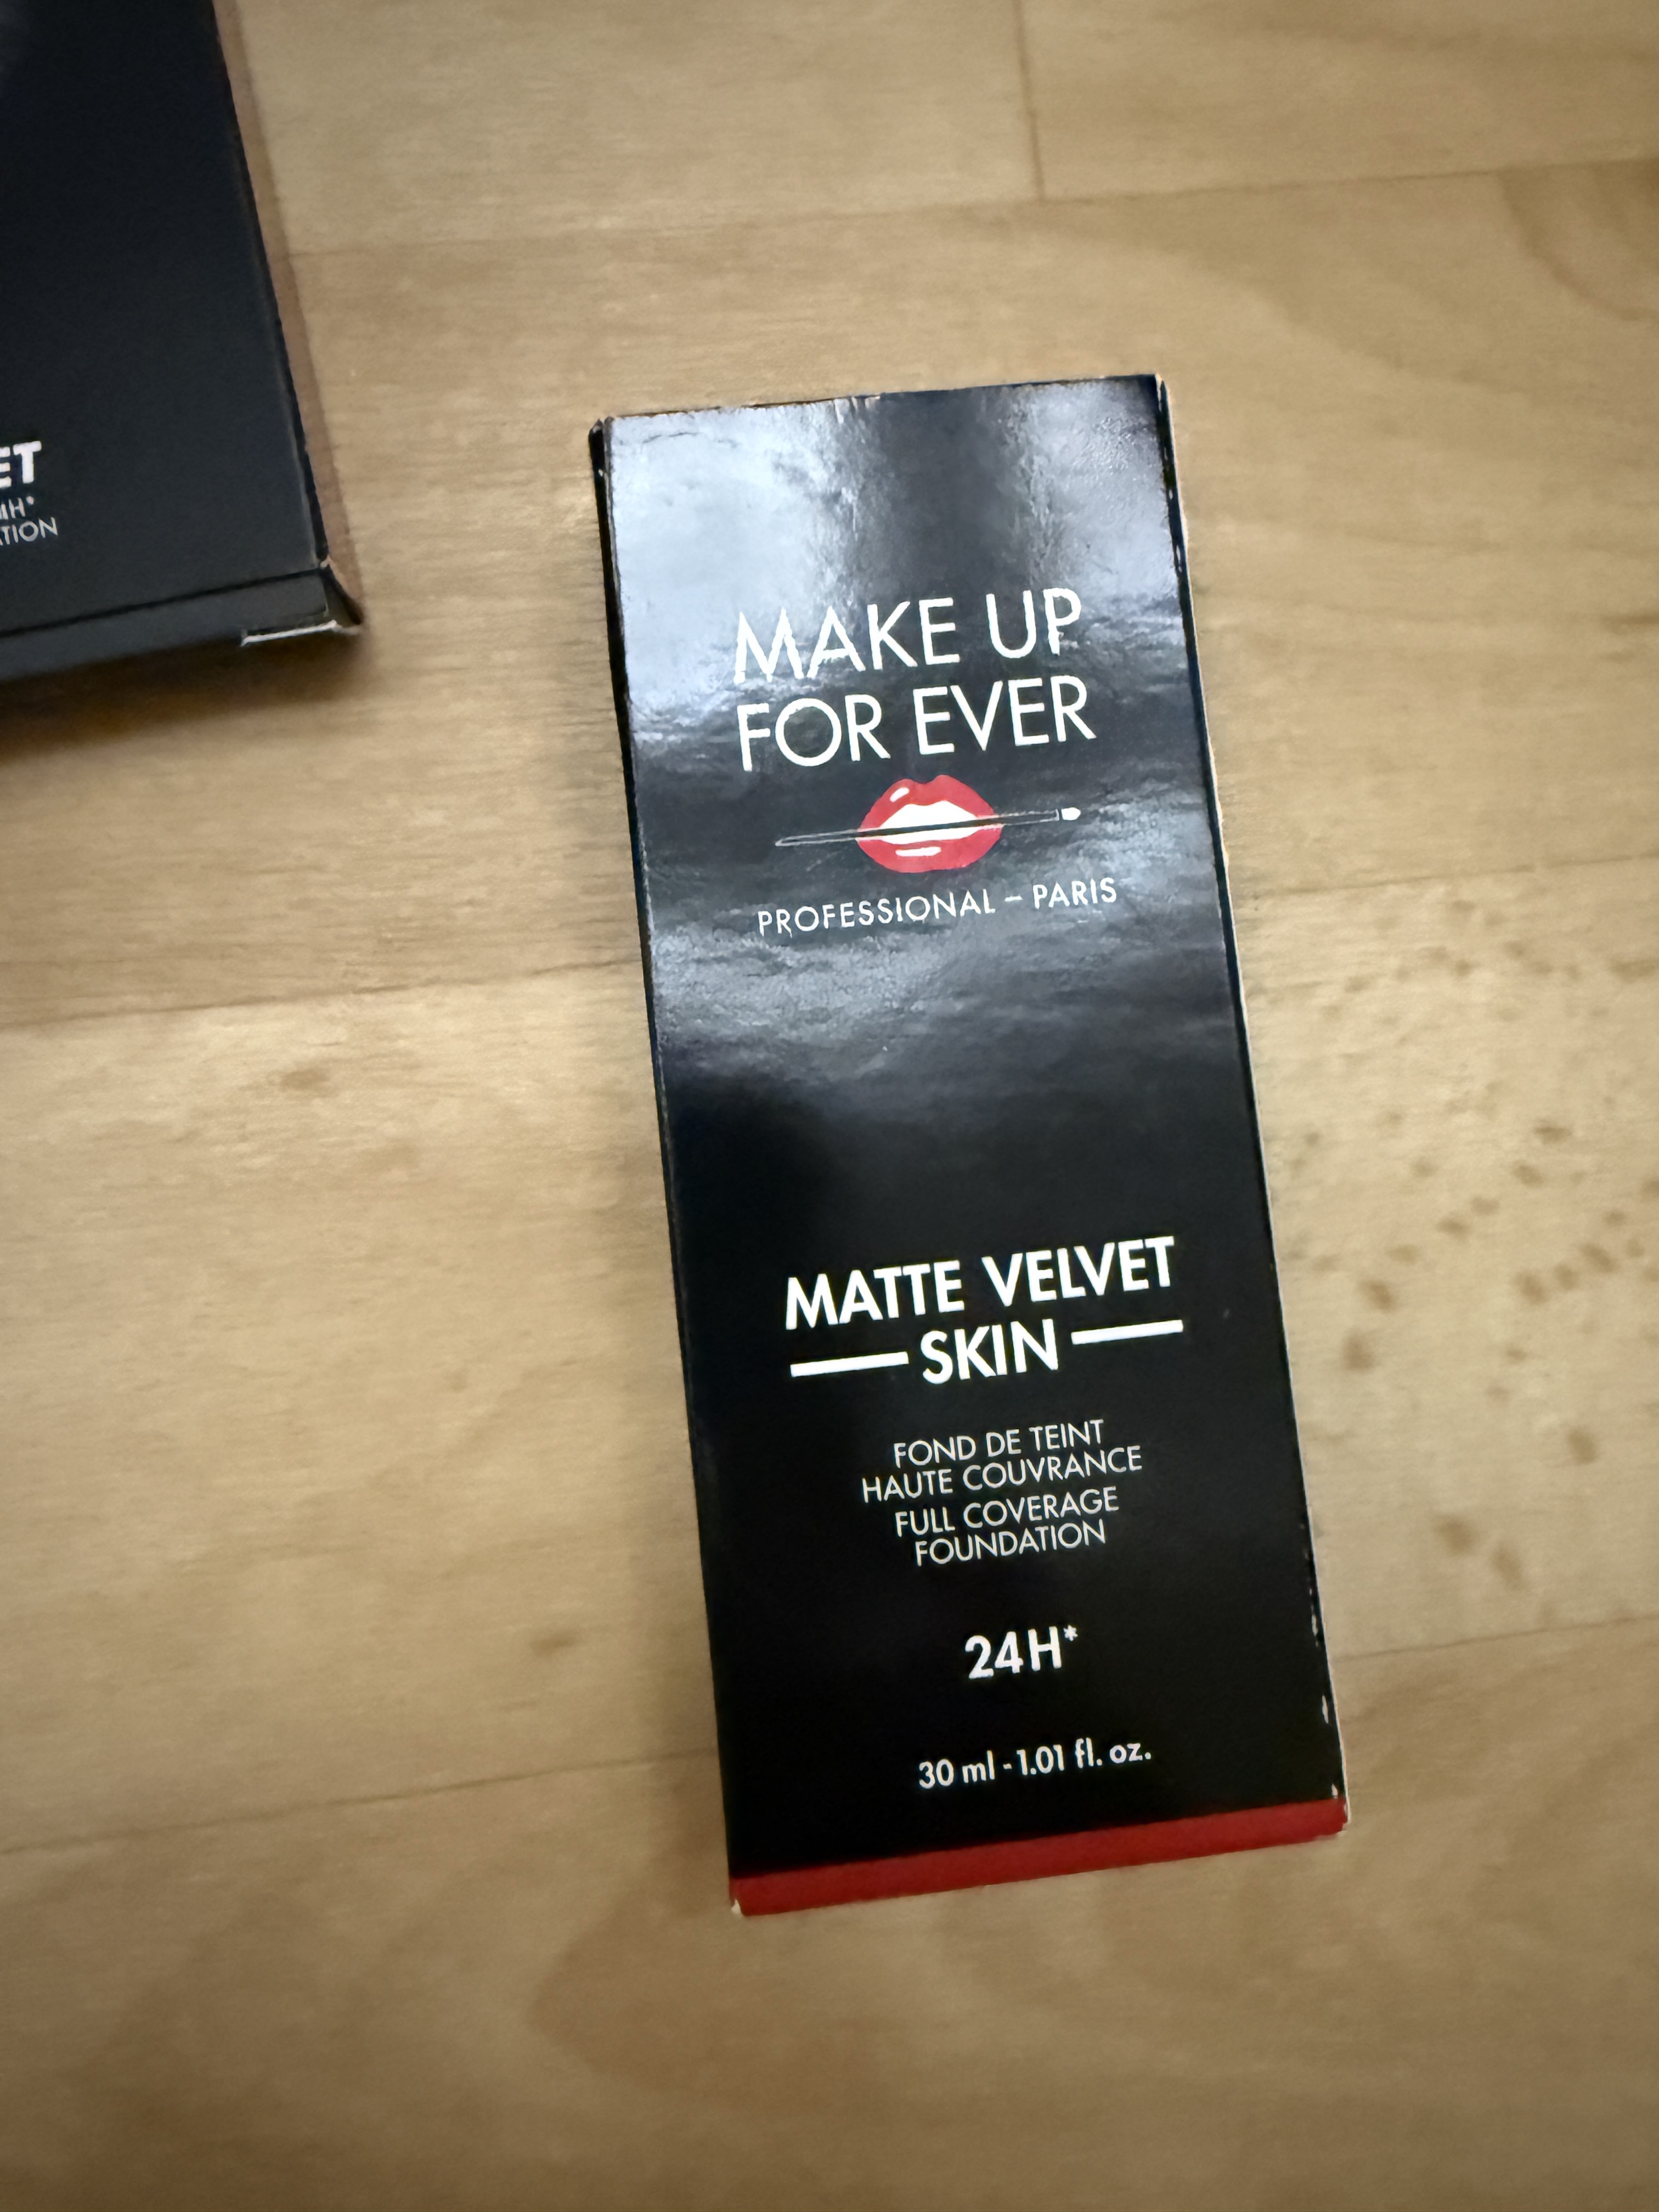 ET
4H*
ATION
MAKE UP
FOR EVER
PROFESSIONAL – PARIS
MATTE VELVET
SKIN
FOND DE TEINT
HAUTE COUVRANCE
FULL COVERAGE
FOUNDATION
24H*
30 ml - 1.01 fl. oz.